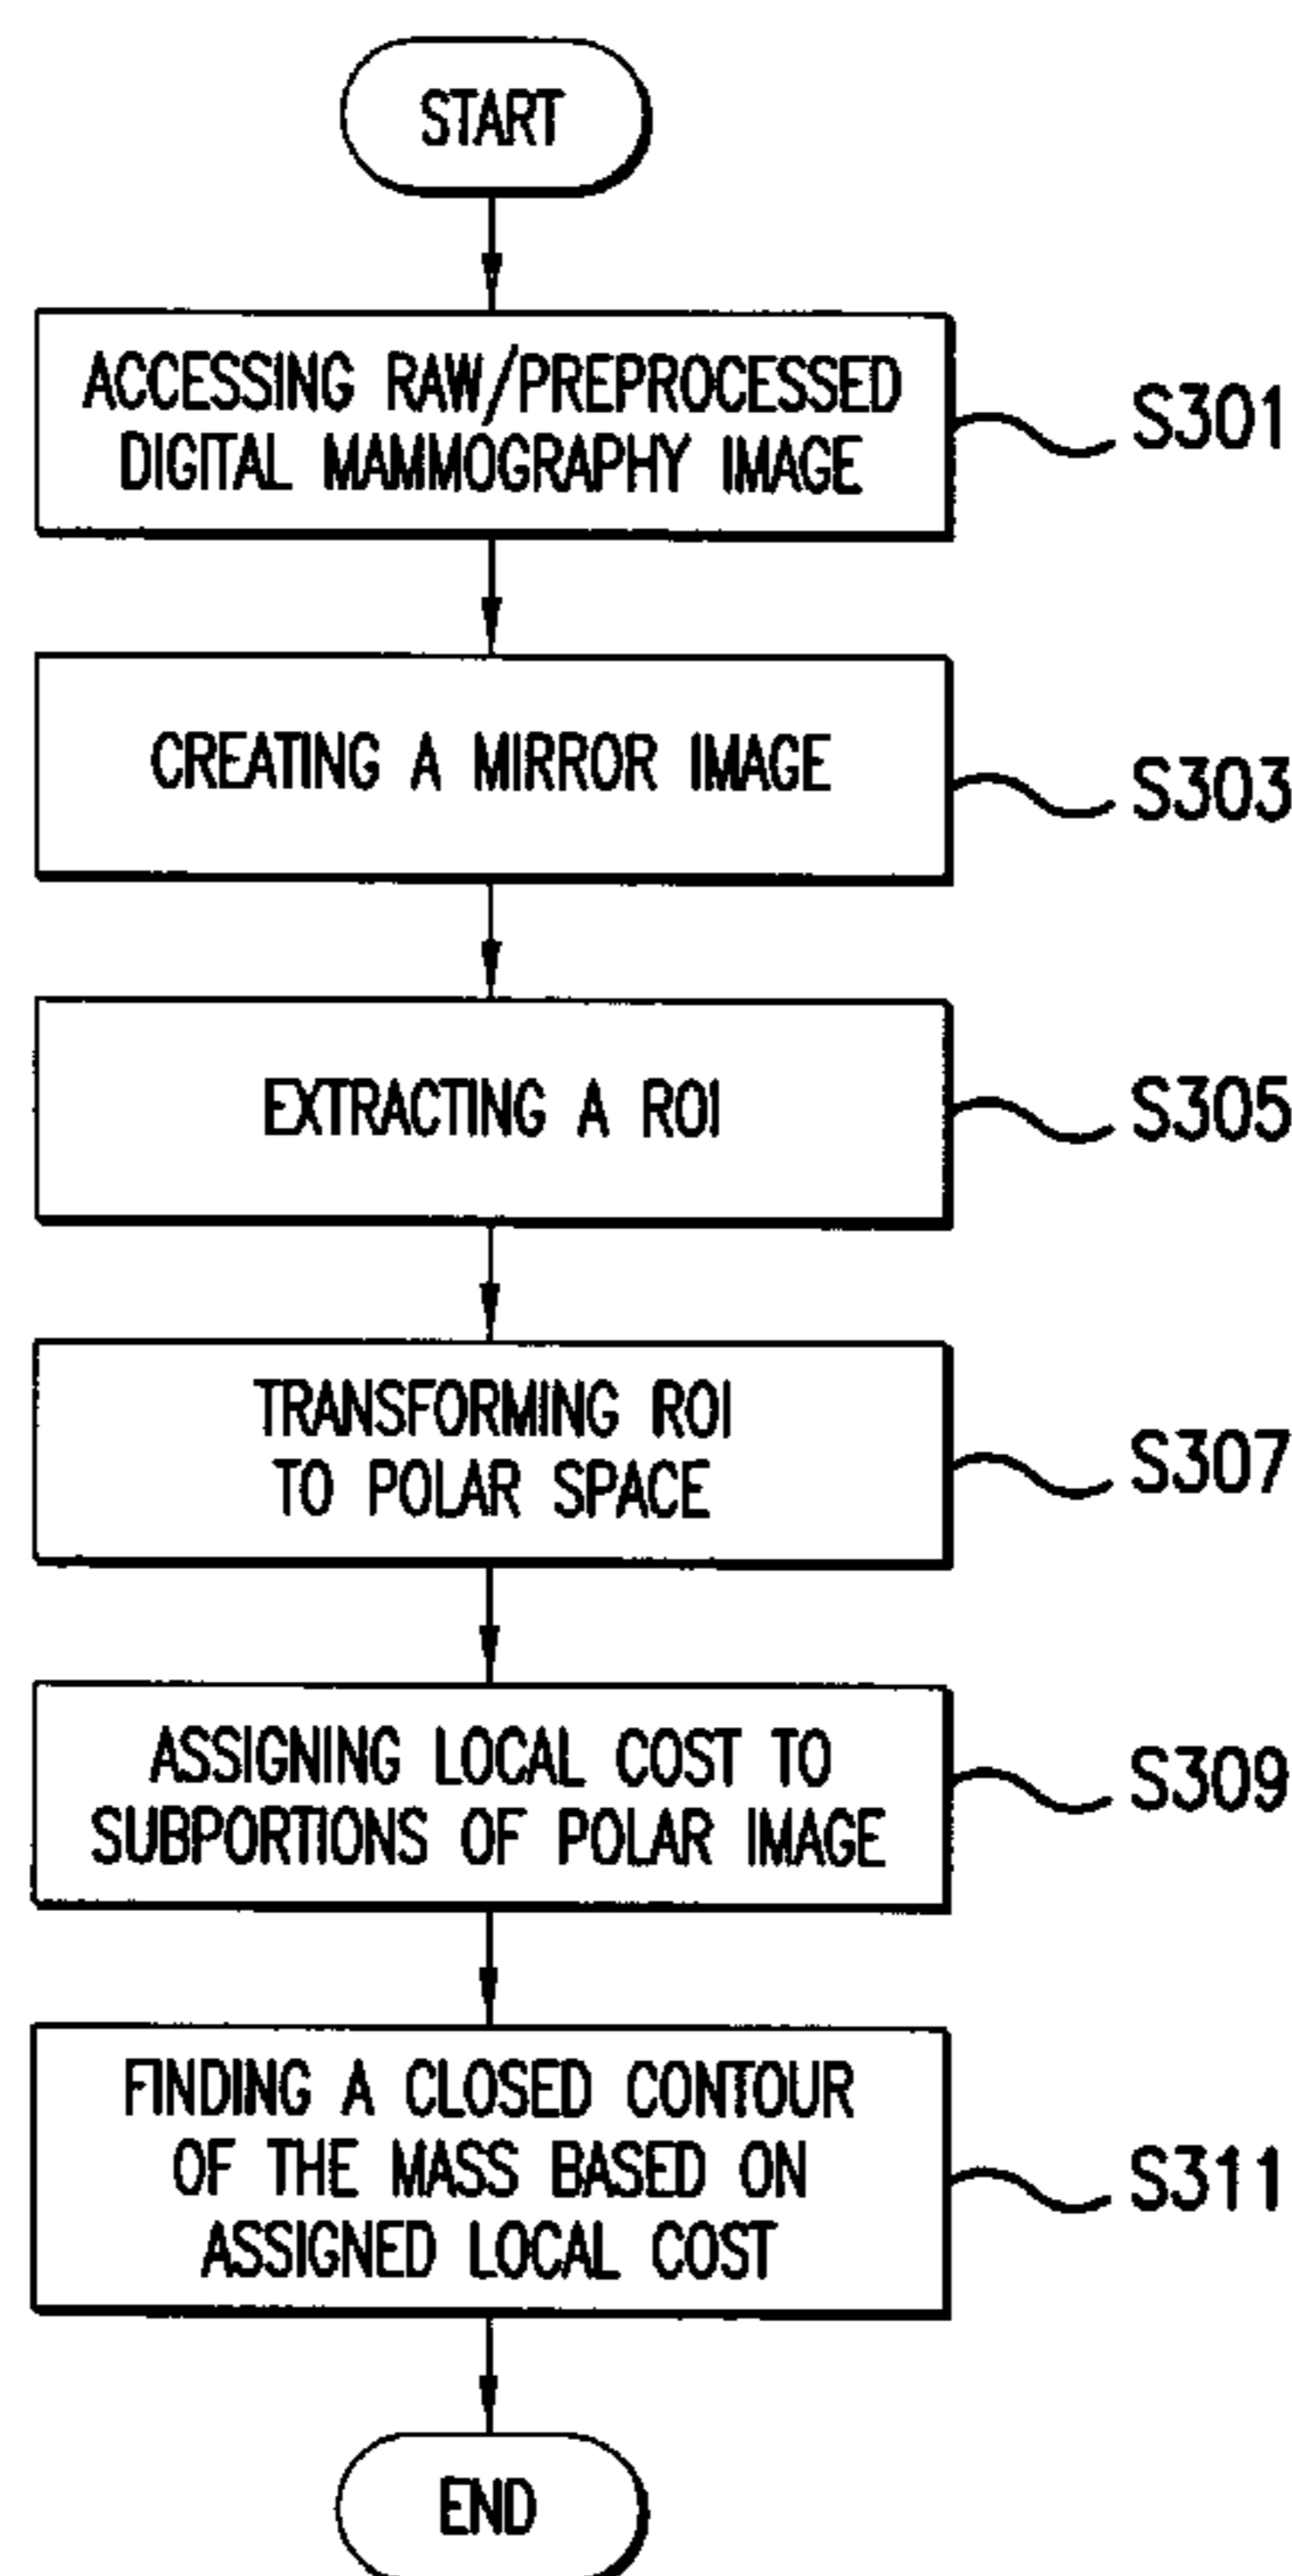 START
ACCESSING RAW/PREPROCESSED
DIGITAL MAMMOGRAPHY IMAGE
S301
CREATING A MIRROR IMAGE
S303
EXTRACTING A ROI
S305
TRANSFORMING ROI
TO POLAR SPACE
S307
ASSIGNING LOCAL COST TO
SUBPORTIONS OF POLAR IMAGE
S309
FINDING A CLOSED CONTOUR
OF THE MASS BASED ON
ASSIGNED LOCAL COST
S311
END